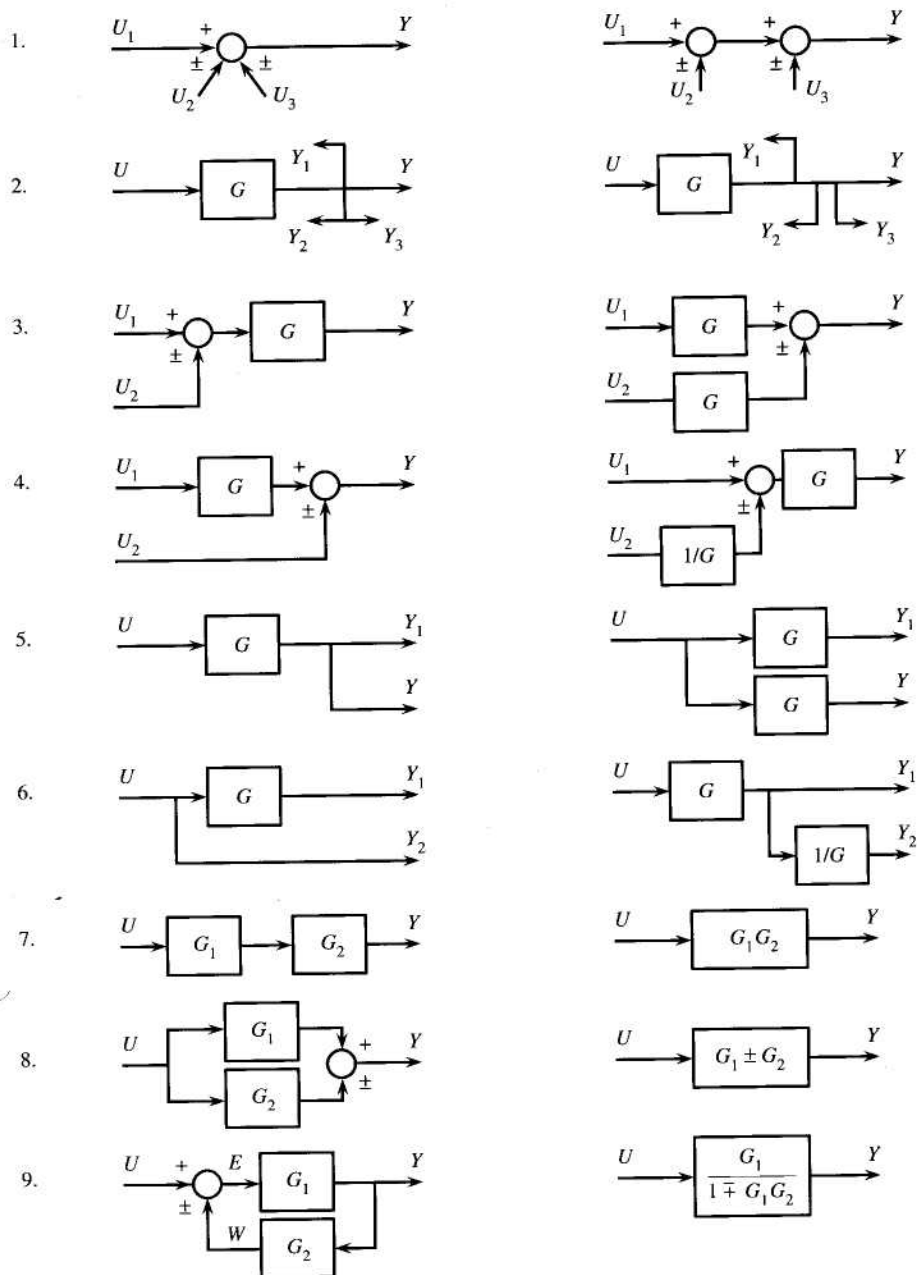 1. U1 + ± U2 ± U3 Y U1 + ± U2 + ± U3 Y
2. U G Y1 Y2 Y3 Y U G Y1 Y2 Y3 Y
3. U1 + ± U2 G Y U1 G + ± U2 G Y
4. U1 G + ± U2 Y U1 + ± U2 1/G G Y
5. U G Y1 Y U G Y1 G Y
6. U G Y1 Y2 U G Y1 1/G Y2
7. U G1 G2 Y U G1G2 Y
8. U G1 G2 + ± Y U G1 ± G2 Y
9. U + ± E G1 W G2 Y U G1 / 1 ∓ G1G2 Y